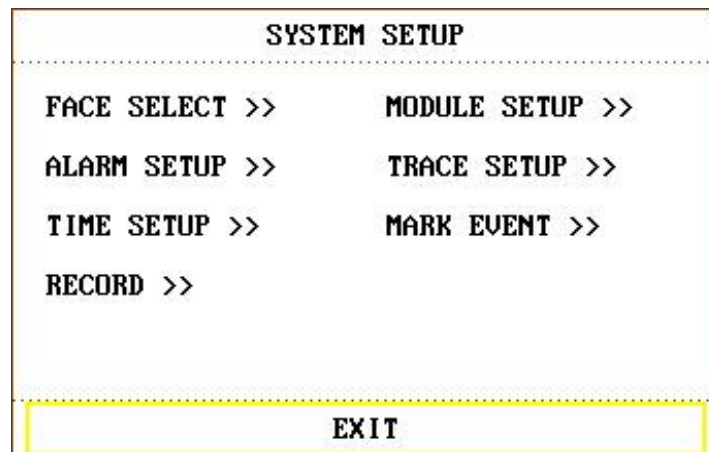 SYSTEM SETUP
FACE SELECT >> MODULE SETUP >>
ALARM SETUP >> TRACE SETUP >>
TIME SETUP >> MARK EVENT >>
RECORD >>
EXIT